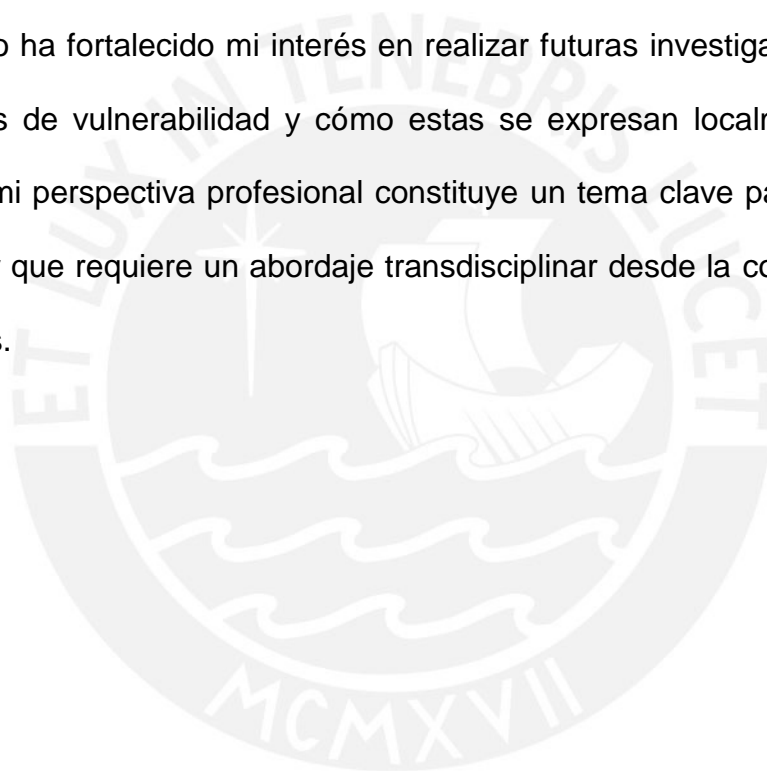 o ha fortalecido mi interés en realizar futuras investiga
s de vulnerabilidad y cómo estas se expresan localr
mi perspectiva profesional constituye un tema clave pa
que requiere un abordaje transdisciplinar desde la co
s.
ET LUX IN TENEBRIS LUCET
MCMXVII